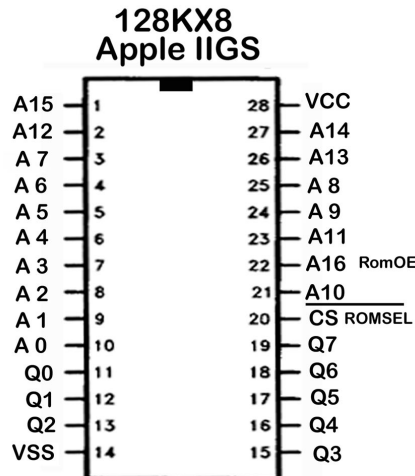 128KX8
Apple IIGS
A15 1 28 VCC
A12 2 27 A14
A 7 3 26 A13
A 6 4 25 A 8
A 5 5 24 A 9
A 4 6 23 A11
A 3 7 22 A16 RomOE
A 2 8 21 A10
A 1 9 20 CS ROMSEL
A 0 10 19 Q7
Q0 11 18 Q6
Q1 12 17 Q5
Q2 13 16 Q4
VSS 14 15 Q3